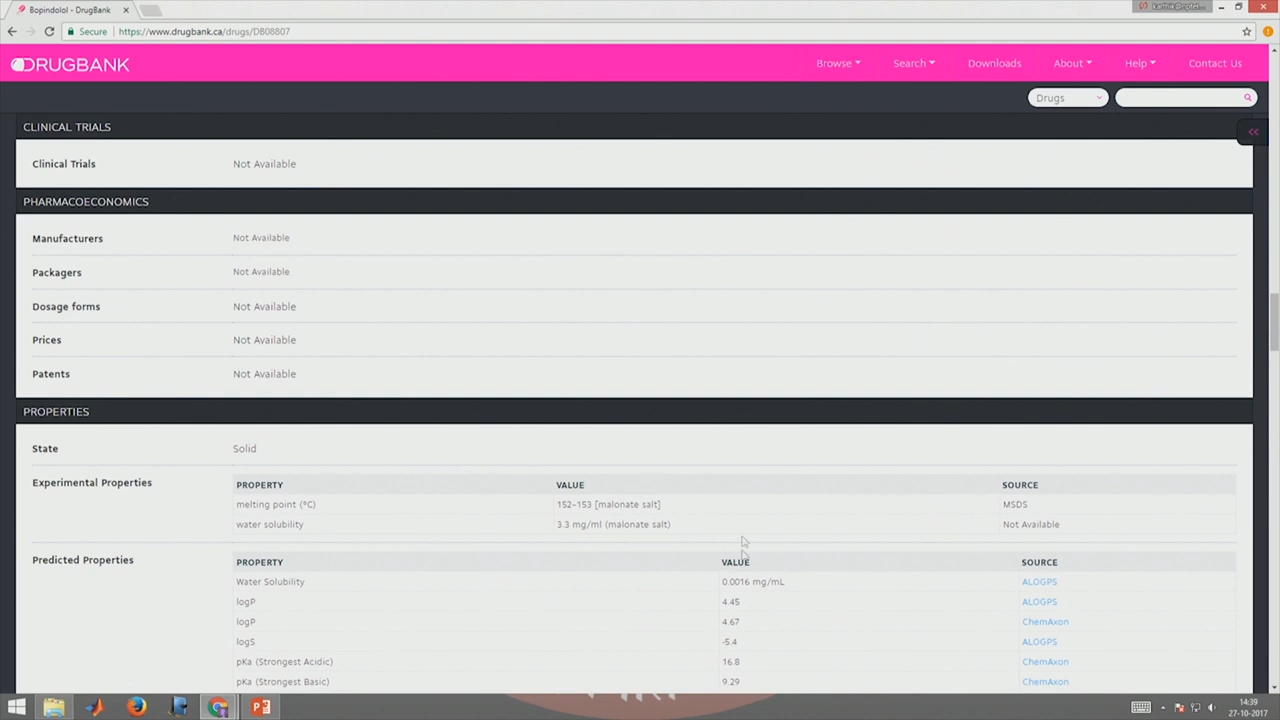 Bopindolol - DrugBank
Secure https://www.drugbank.ca/drugs/DB08807
DRUGBANK Browse Search Downloads About Help Contact Us
Drugs
CLINICAL TRIALS
Clinical Trials Not Available
PHARMACOECONOMICS
Manufacturers Not Available
Packagers Not Available
Dosage forms Not Available
Prices Not Available
Patents Not Available
PROPERTIES
State Solid
Experimental Properties PROPERTY VALUE SOURCE
melting point (°C) 152-153 [malonate salt] MSDS
water solubility 3.3 mg/ml (malonate salt) Not Available
Predicted Properties PROPERTY VALUE SOURCE
Water Solubility 0.0016 mg/mL ALOGPS
logP 4.45 ALOGPS
logP 4.67 ChemAxon
logS -5.4 ALOGPS
pKa (Strongest Acidic) 16.8 ChemAxon
pKa (Strongest Basic) 9.29 ChemAxon
14:39
27-10-2017